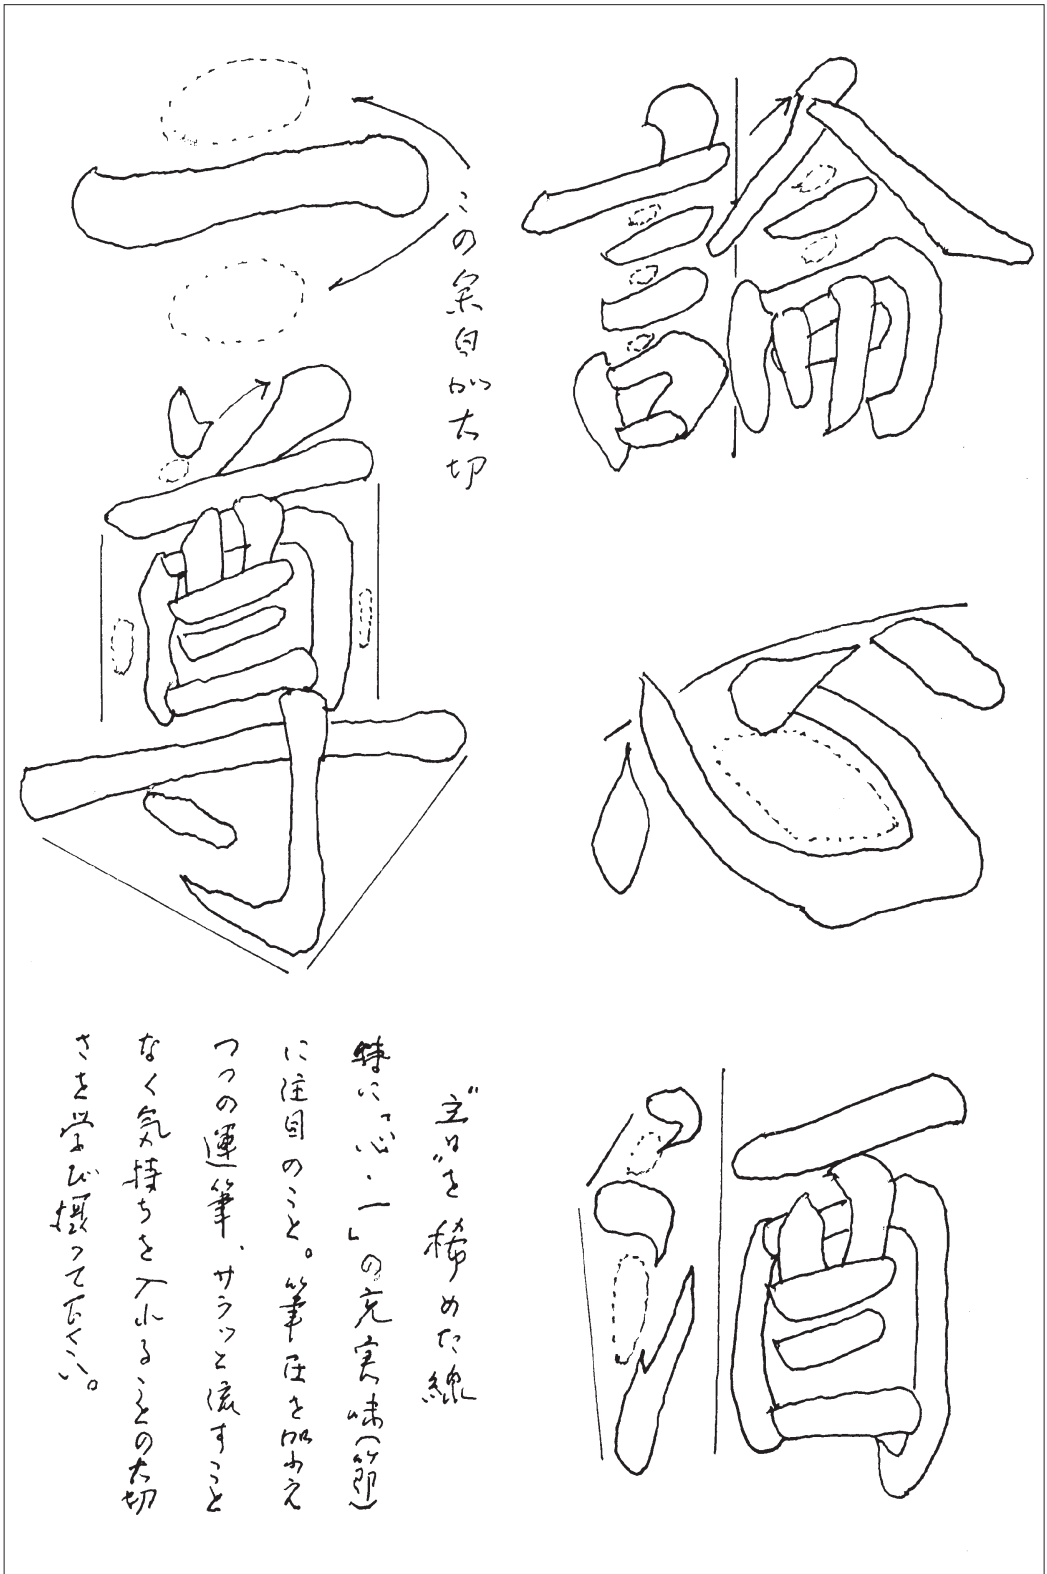 論
心
酒
この余白が大切
一
尊
を秘めた線
特に「心・一」の充実味(節)
に注目のこと。筆圧を加え
つつの運筆、サラッと流すこと
なく気持ちを入れることの大切
さを学び摂って下さい。